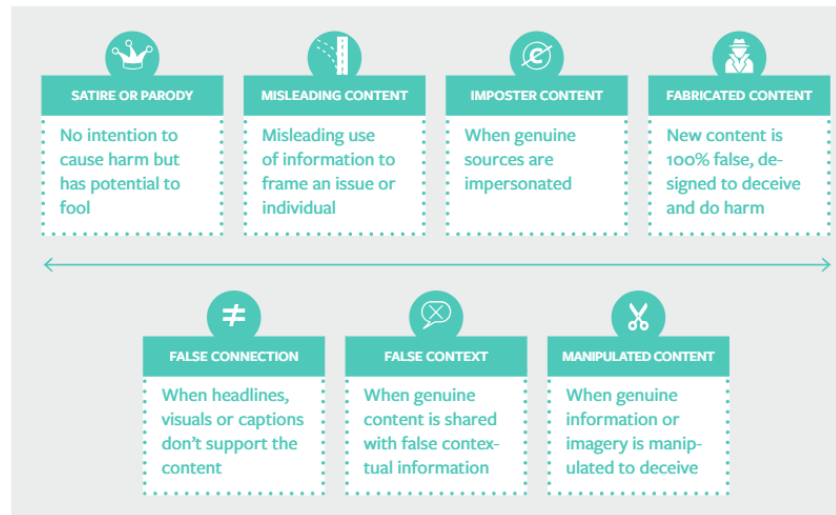 SATIRE OR PARODY
No intention to
cause harm but
has potential to
fool
MISLEADING CONTENT
Misleading use
of information to
frame an issue or
individual
IMPOSTER CONTENT
When genuine
sources are
impersonated
FABRICATED CONTENT
New content is
100% false, de-
signed to deceive
and do harm
FALSE CONNECTION
When headlines,
visuals or captions
don’t support the
content
FALSE CONTEXT
When genuine
content is shared
with false contex-
tual information
MANIPULATED CONTENT
When genuine
information or
imagery is manip-
ulated to deceive